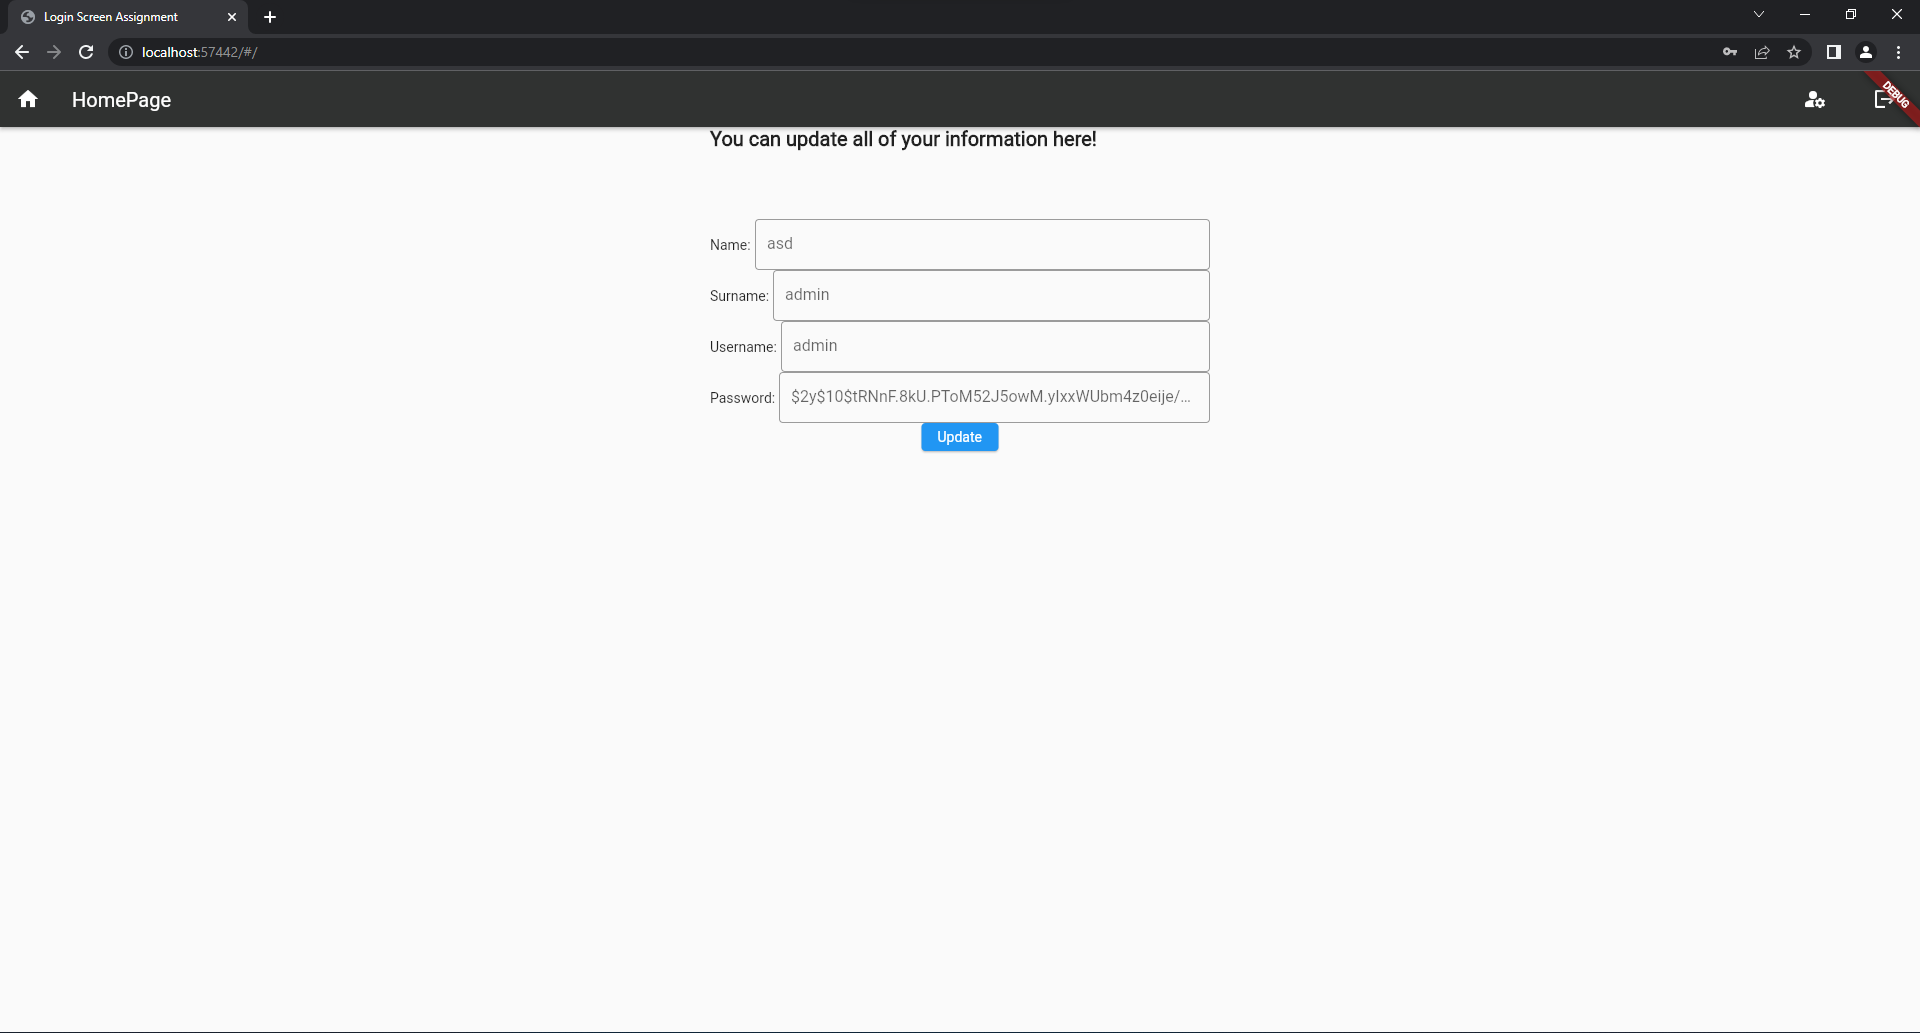 Login Screen Assignment
localhost:57442/#/
HomePage
DEBUG
You can update all of your information here!
Name: asd
Surname: admin
Username: admin
Password: $2y$10$tRNnF.8kU.PToM52J5owM.yIxxWUbm4z0eije/...
Update